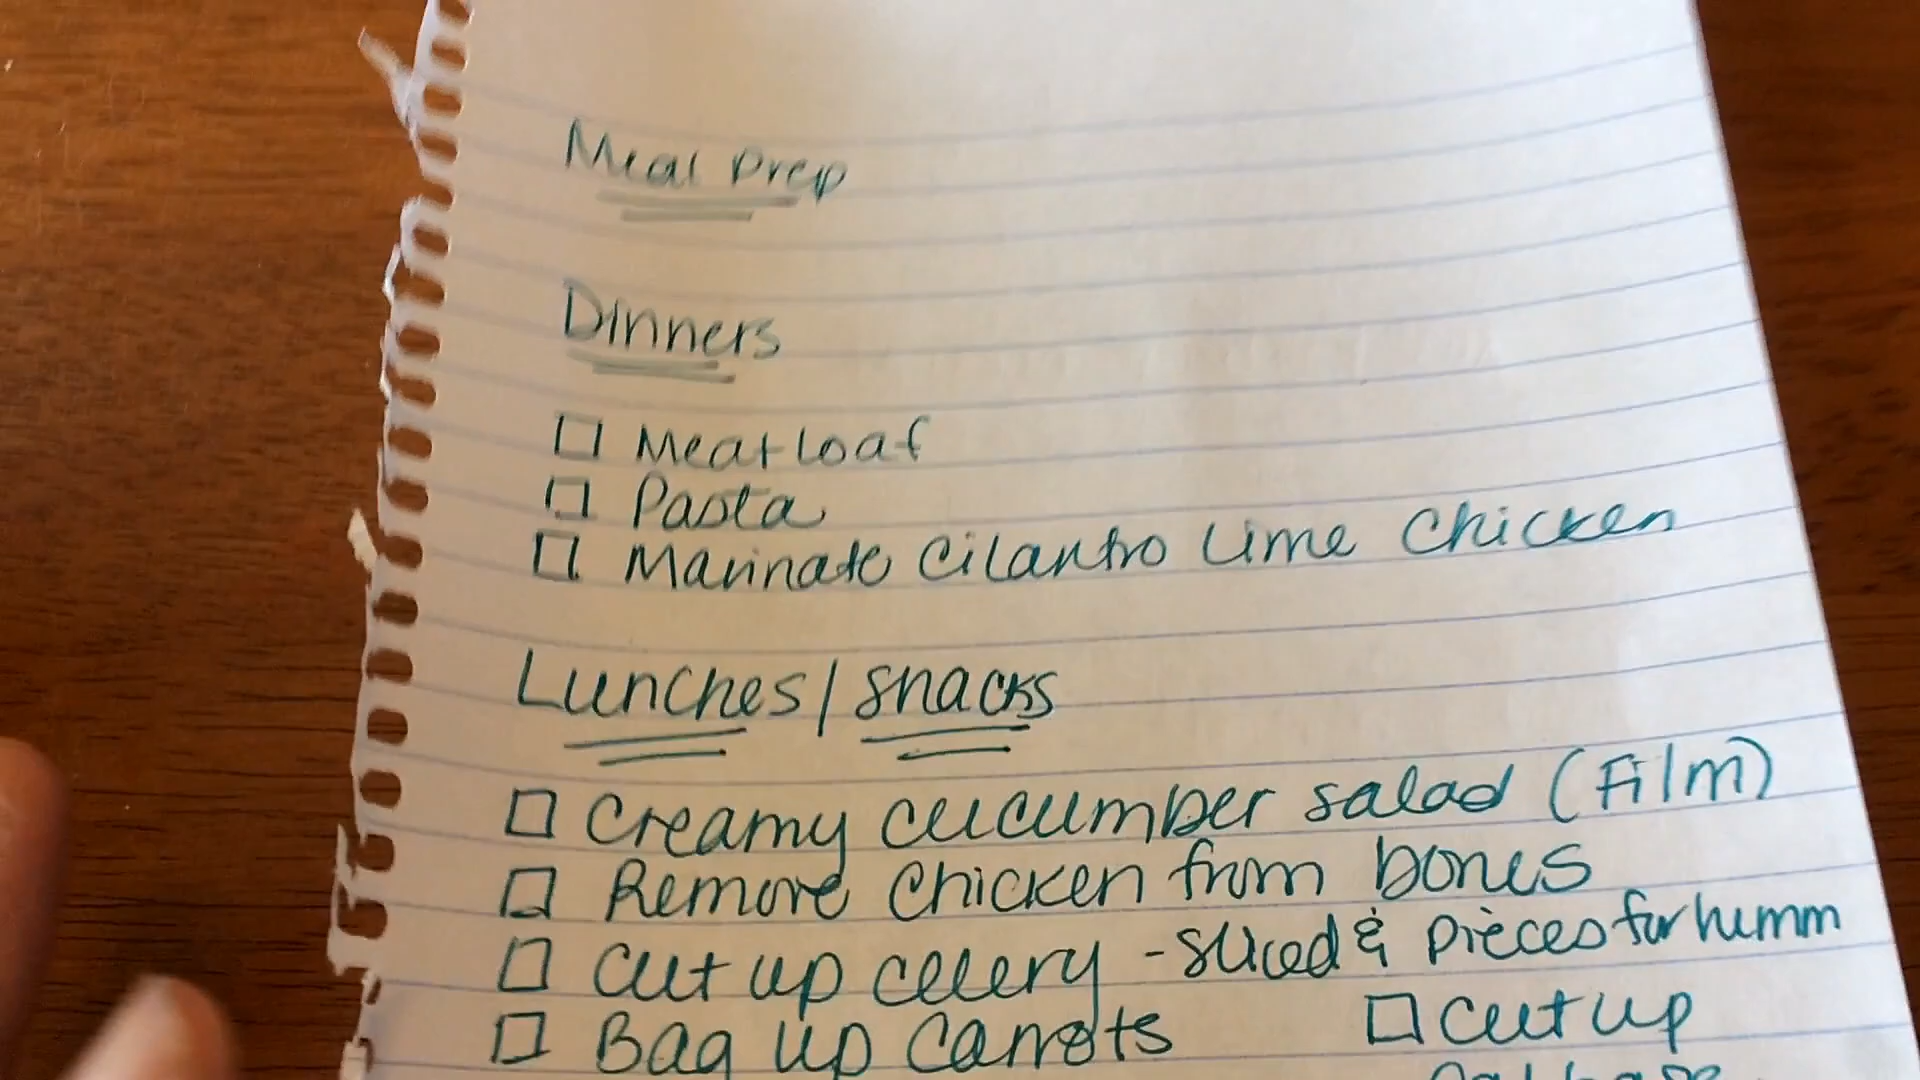 Meal Prep
Dinners
Meatloaf
Pasta
Marinate Cilantro Lime Chicken
Lunches/Snacks
Creamy cucumber salad (Film)
Remove Chicken from bones
Cut up celery - sliced & pieces for humm
Bag up Carrots
Cut up